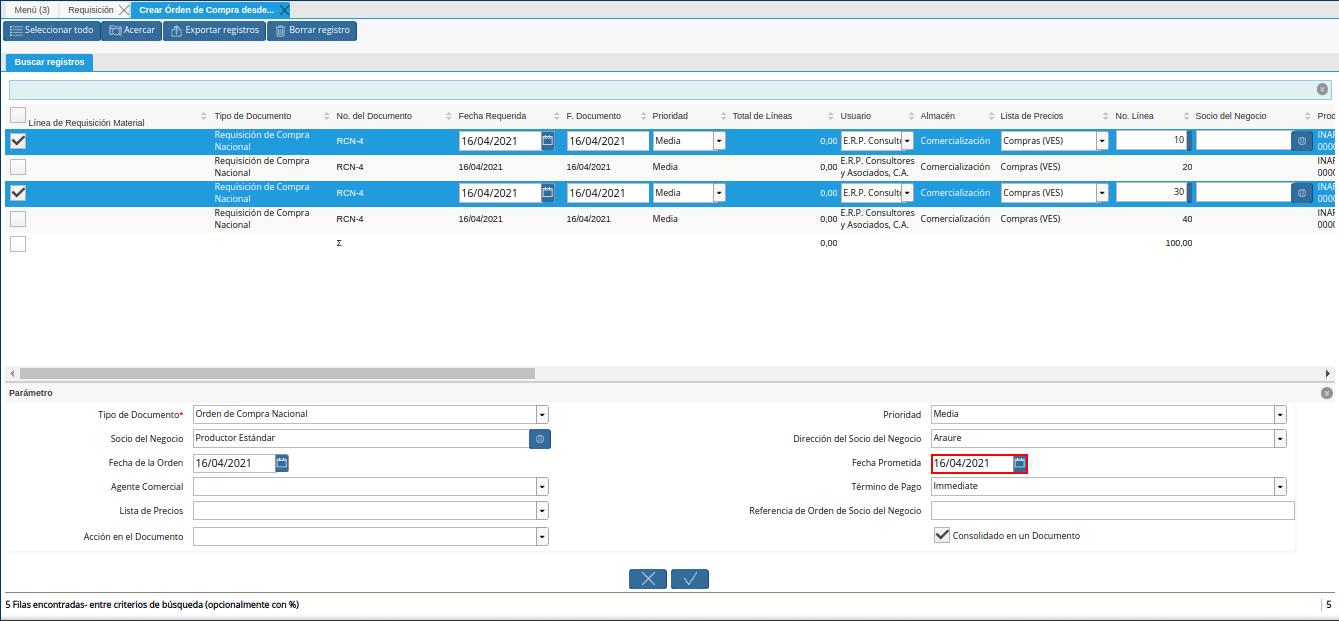 Menú (3) Requisición Crear Órden de Compra desde...
Seleccionar todo Acercar Exportar registros Borrar registro
Buscar registros
Línea de Requisición Material Tipo de Documento No. del Documento Fecha Requerida F. Documento Prioridad Total de Líneas Usuario Almacén Lista de Precios No. Línea Socio del Negocio Prod
Requisición de Compra Nacional RCN-4 16/04/2021 16/04/2021 Media 0,00 E.R.P. Consulto Comercialización Compras (VES) 10 INAF 0000
Requisición de Compra Nacional RCN-4 16/04/2021 16/04/2021 Media 0,00 E.R.P. Consultores y Asociados, C.A. Comercialización Compras (VES) 20 INAF 0000
Requisición de Compra Nacional RCN-4 16/04/2021 16/04/2021 Media 0,00 E.R.P. Consulto Comercialización Compras (VES) 30 INAF 0000
Requisición de Compra Nacional RCN-4 16/04/2021 16/04/2021 Media 0,00 E.R.P. Consultores y Asociados, C.A. Comercialización Compras (VES) 40 INAF 0000
Σ 0,00 100,00
Parámetro
Tipo de Documento* Orden de Compra Nacional Prioridad Media
Socio del Negocio Productor Estándar Dirección del Socio del Negocio Araure
Fecha de la Orden 16/04/2021 Fecha Prometida 16/04/2021
Agente Comercial Término de Pago Immediate
Lista de Precios Referencia de Orden de Socio del Negocio
Acción en el Documento Consolidado en un Documento
5 Filas encontradas- entre criterios de búsqueda (opcionalmente con %) 5